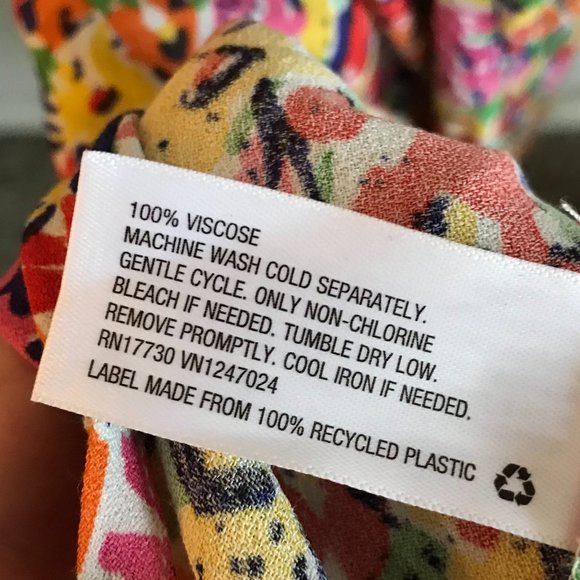 100% VISCOSE
MACHINE WASH COLD SEPARATELY.
GENTLE CYCLE. ONLY NON-CHLORINE
BLEACH IF NEEDED. TUMBLE DRY LOW.
REMOVE PROMPTLY. COOL IRON IF NEEDED.
RN17730 VN1247024
LABEL MADE FROM 100% RECYCLED PLASTIC